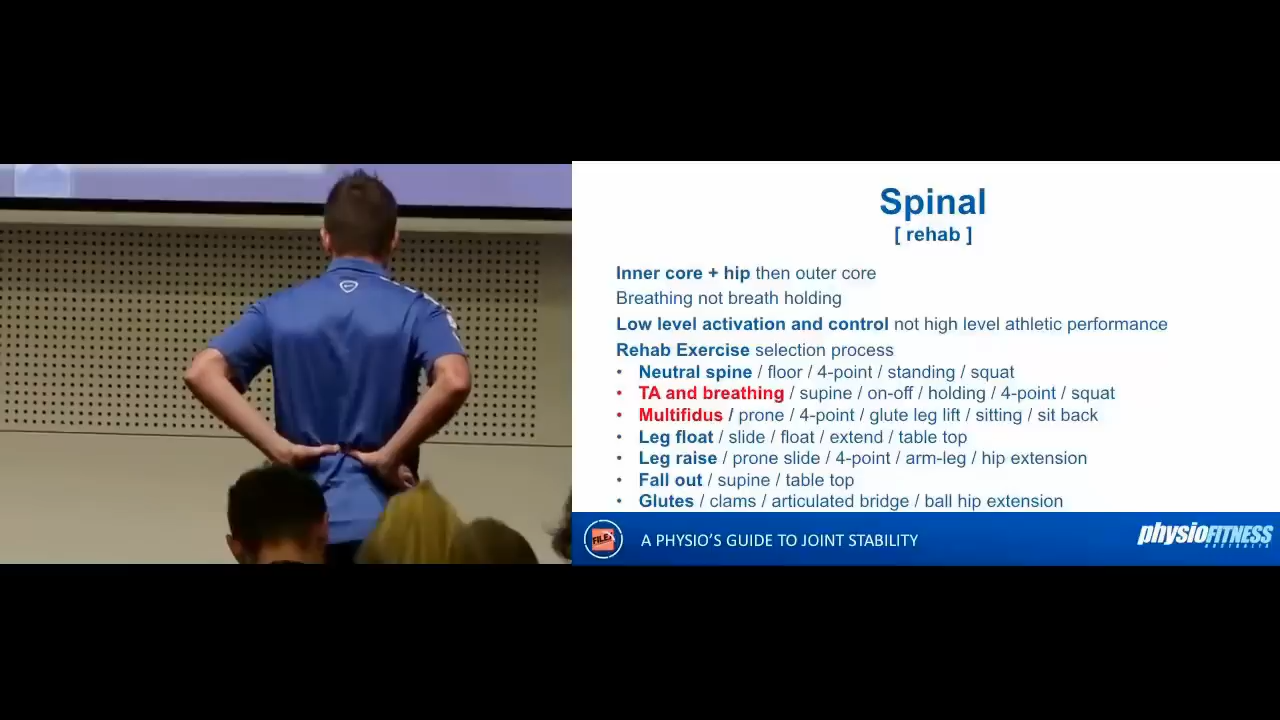 Spinal
[ rehab ]
Inner core + hip then outer core
Breathing not breath holding
Low level activation and control not high level athletic performance
Rehab Exercise selection process
• Neutral spine / floor / 4-point / standing / squat
• TA and breathing / supine / on-off / holding / 4-point / squat
• Multifidus / prone / 4-point / glute leg lift / sitting / sit back
• Leg float / slide / float / extend / table top
• Leg raise / prone slide / 4-point / arm-leg / hip extension
• Fall out / supine / table top
• Glutes / clams / articulated bridge / ball hip extension
FILEX
A PHYSIO'S GUIDE TO JOINT STABILITY
physioFITNESS
AUSTRALIA